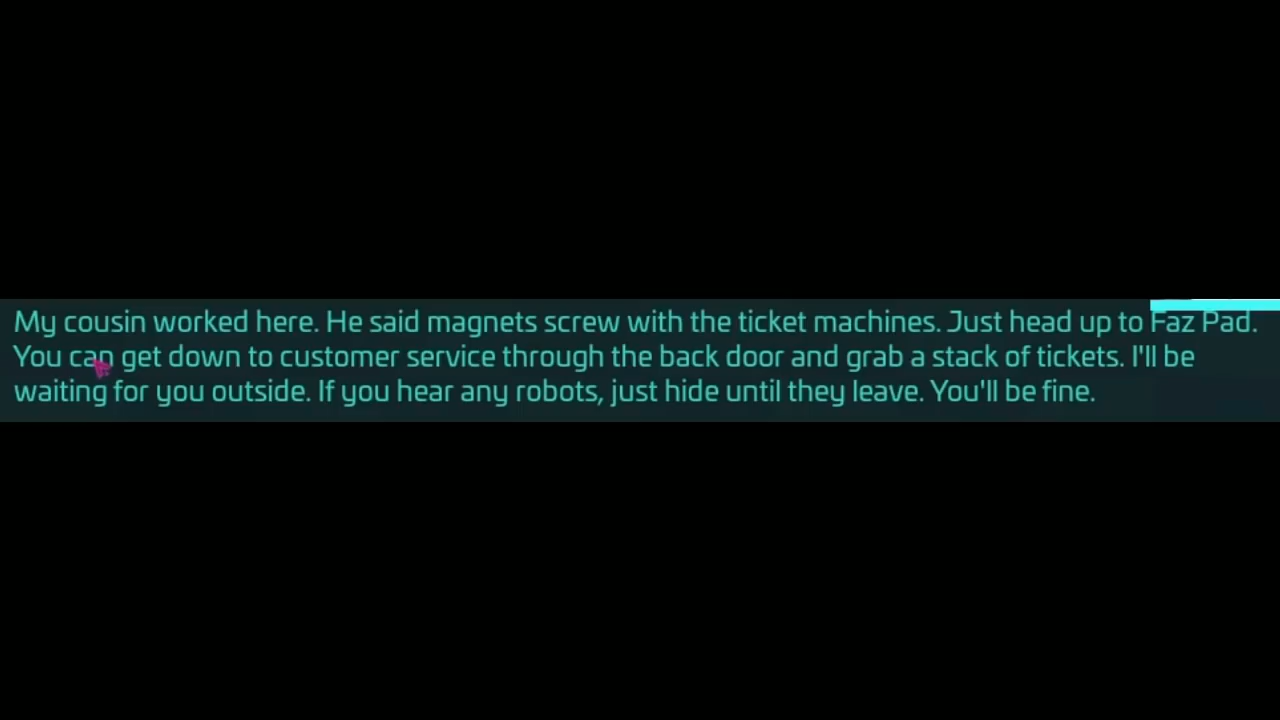 My cousin worked here. He said magnets screw with the ticket machines. Just head up to Faz Pad.
You can get down to customer service through the back door and grab a stack of tickets. I'll be
waiting for you outside. If you hear any robots, just hide until they leave. You'll be fine.